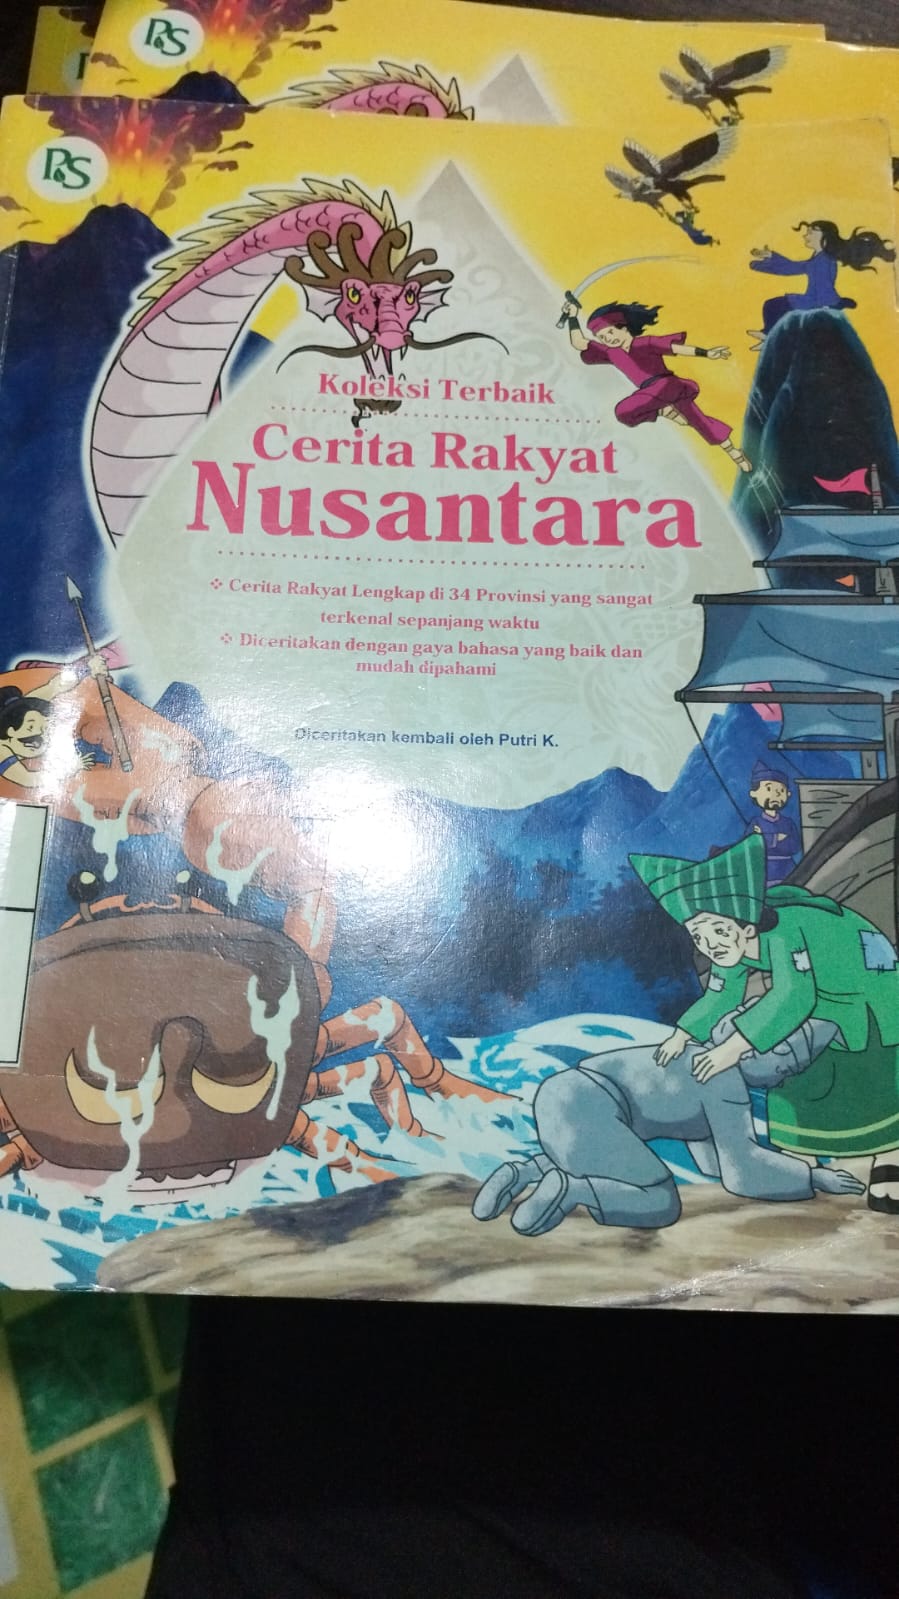 RS
RS
Koleksi Terbaik
Cerita Rakyat
Nusantara
❖ Cerita Rakyat Lengkap di 34 Provinsi yang sangat
terkenal sepanjang waktu
❖ Diceritakan dengan gaya bahasa yang baik dan
mudah dipahami
Diceritakan kembali oleh Putri K.